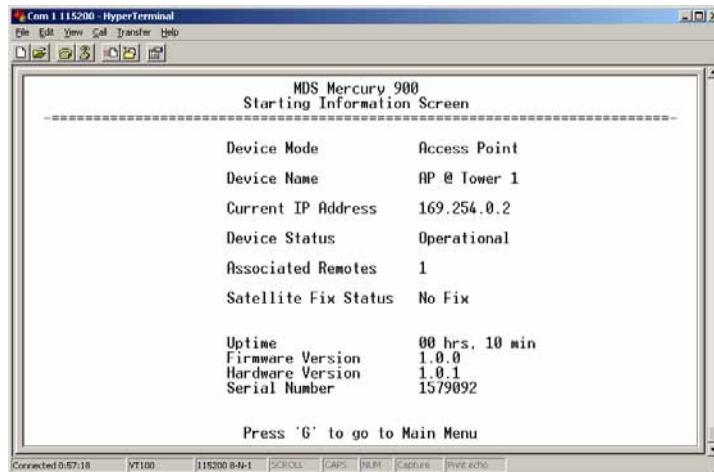 Com 1 115200 - HyperTerminal
File Edit View Call Transfer Help
MDS Mercury 900
Starting Information Screen
-==========================================================================-
Device Mode Access Point
Device Name AP @ Tower 1
Current IP Address 169.254.0.2
Device Status Operational
Associated Remotes 1
Satellite Fix Status No Fix
Uptime 00 hrs, 10 min
Firmware Version 1.0.0
Hardware Version 1.0.1
Serial Number 1579092
Press 'G' to go to Main Menu
Connected 0:57:18 VT100 115200 8-N-1 SCROLL CAPS NUM Capture Print echo